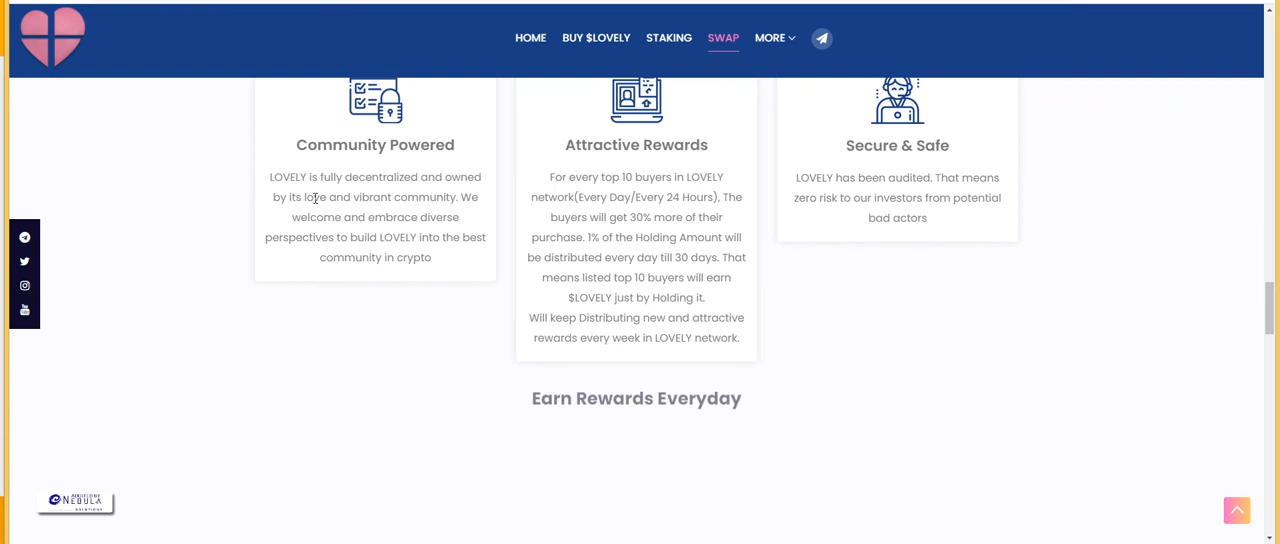 HOME BUY $LOVELY STAKING SWAP MORE
Community Powered
LOVELY is fully decentralized and owned
by its love and vibrant community. We
welcome and embrace diverse
perspectives to build LOVELY into the best
community in crypto
Attractive Rewards
For every top 10 buyers in LOVELY
network(Every Day/Every 24 Hours), The
buyers will get 30% more of their
purchase. 1% of the Holding Amount will
be distributed every day till 30 days. That
means listed top 10 buyers will earn
$LOVELY just by Holding it.
Will keep Distributing new and attractive
rewards every week in LOVELY network.
Secure & Safe
LOVELY has been audited. That means
zero risk to our investors from potential
bad actors
Earn Rewards Everyday
AUDITED BY
NEBULA
SOLUTIONS